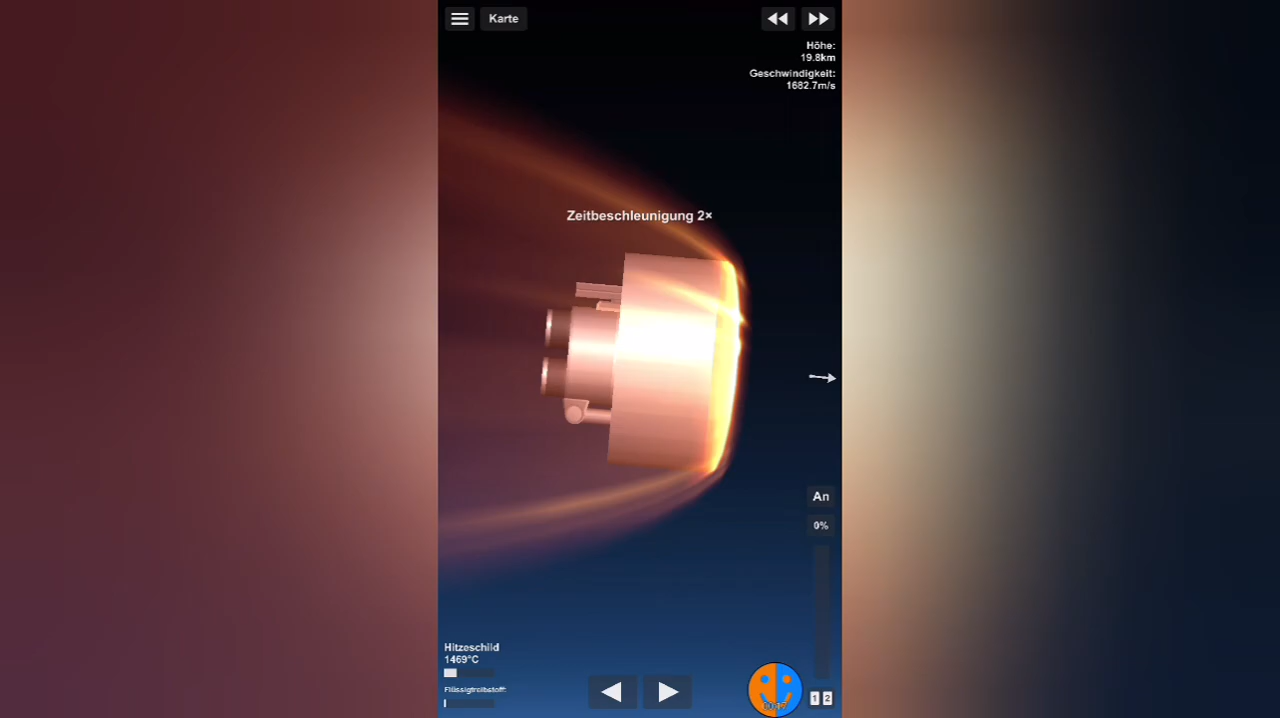 Karte
Höhe:
19.8km
Geschwindigkeit:
1682.7m/s
Zeitbeschleunigung 2×
An
0%
Hitzeschild
1469°C
Flüssigtreibstoff:
1 2